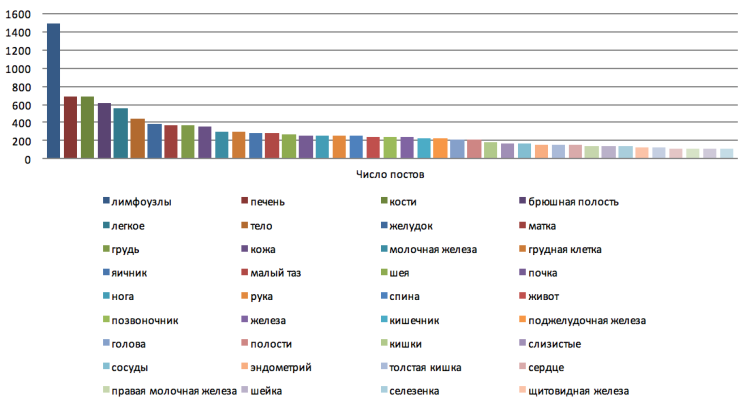 1600
1400
1200
1000
800
600
400
200
0
Число постов
лимфоузлы печень кости брюшная полость
легкое тело желудок матка
грудь кожа молочная железа грудная клетка
яичник малый таз шея почка
нога рука спина живот
позвоночник железа кишечник поджелудочная железа
голова полости кишки слизистые
сосуды эндометрий толстая кишка сердце
правая молочная железа шейка селезенка щитовидная железа